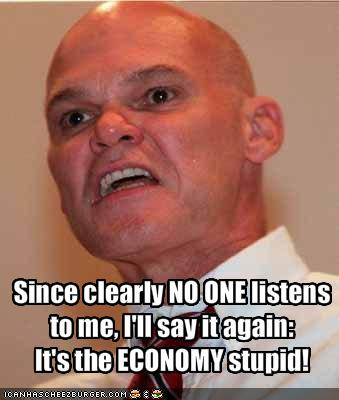 Since clearly NO ONE listens
to me, I'll say it again:
It's the ECONOMY stupid!
ICANHASCHEEZBURGER.COM